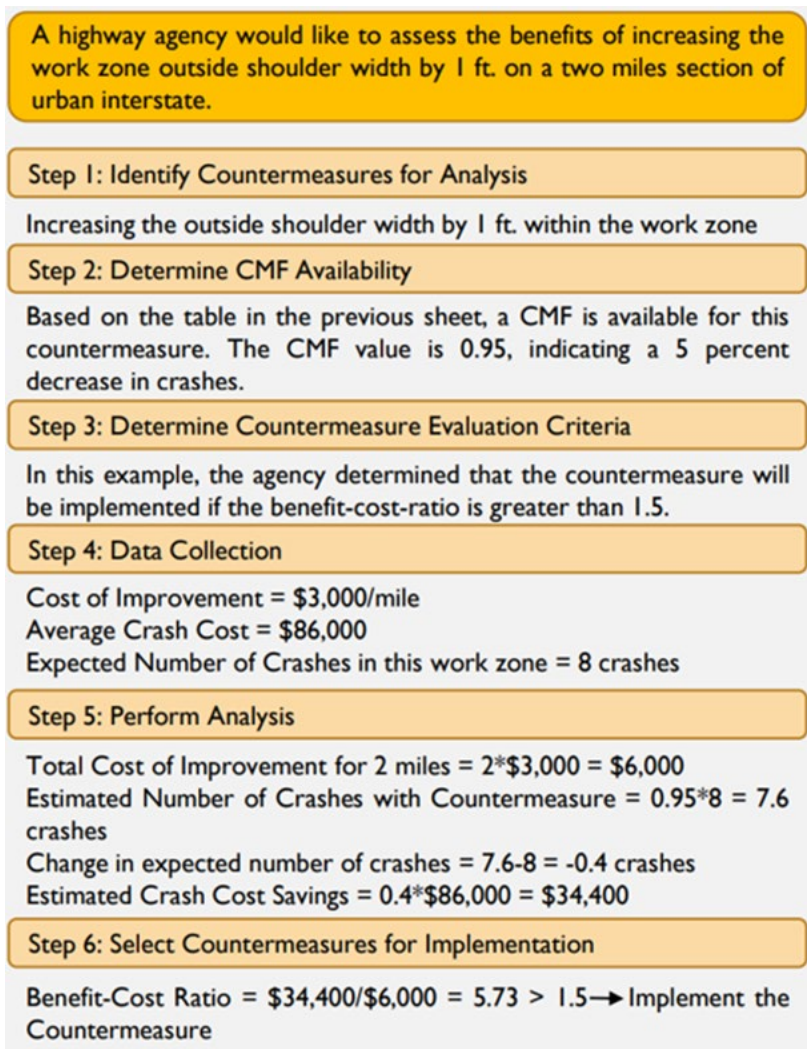 A highway agency would like to assess the benefits of increasing the
work zone outside shoulder width by 1 ft. on a two miles section of
urban interstate.
Step 1: Identify Countermeasures for Analysis
Increasing the outside shoulder width by 1 ft. within the work zone
Step 2: Determine CMF Availability
Based on the table in the previous sheet, a CMF is available for this
countermeasure. The CMF value is 0.95, indicating a 5 percent
decrease in crashes.
Step 3: Determine Countermeasure Evaluation Criteria
In this example, the agency determined that the countermeasure will
be implemented if the benefit-cost-ratio is greater than 1.5.
Step 4: Data Collection
Cost of Improvement = $3,000/mile
Average Crash Cost = $86,000
Expected Number of Crashes in this work zone = 8 crashes
Step 5: Perform Analysis
Total Cost of Improvement for 2 miles = 2*$3,000 = $6,000
Estimated Number of Crashes with Countermeasure = 0.95*8 = 7.6
crashes
Change in expected number of crashes = 7.6-8 = -0.4 crashes
Estimated Crash Cost Savings = 0.4*$86,000 = $34,400
Step 6: Select Countermeasures for Implementation
Benefit-Cost Ratio = $34,400/$6,000 = 5.73 > 1.5→Implement the
Countermeasure